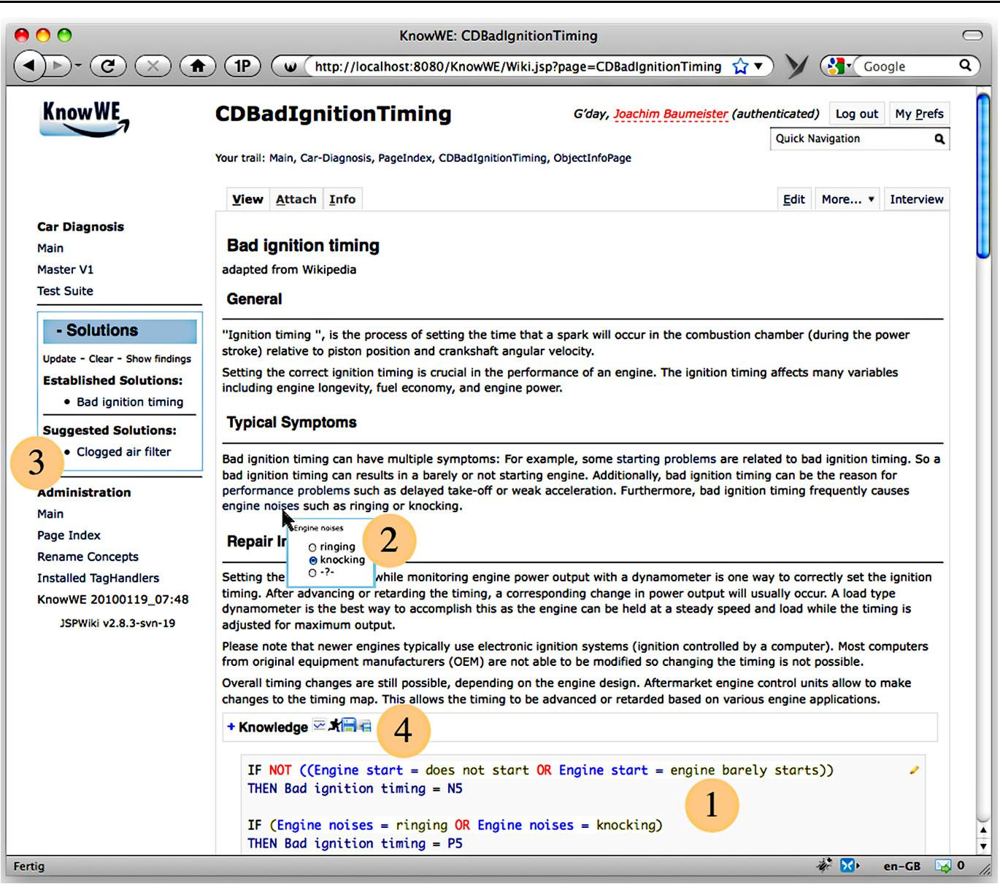 KnowWE: CDBadIgnitionTiming
1P
http://localhost:8080/KnowWE/Wiki.jsp?page=CDBadIgnitionTiming
Google
KnowWE
CDBadIgnitionTiming
G'day, Joachim Baumeister (authenticated)
Log out
My Prefs
Quick Navigation
Your trail: Main, Car-Diagnosis, PageIndex, CDBadIgnitionTiming, ObjectInfoPage
View
Attach
Info
Edit
More... ▼
Interview
Car Diagnosis
Main
Master V1
Test Suite
- Solutions
Update - Clear - Show findings
Established Solutions:
• Bad ignition timing
Suggested Solutions:
• Clogged air filter
3
Administration
Main
Page Index
Rename Concepts
Installed TagHandlers
KnowWE 20100119_07:48
JSPWiki v2.8.3-svn-19
Bad ignition timing
adapted from Wikipedia
General
"Ignition timing ", is the process of setting the time that a spark will occur in the combustion chamber (during the power
stroke) relative to piston position and crankshaft angular velocity.
Setting the correct ignition timing is crucial in the performance of an engine. The ignition timing affects many variables
including engine longevity, fuel economy, and engine power.
Typical Symptoms
Bad ignition timing can have multiple symptoms: For example, some starting problems are related to bad ignition timing. So a
bad ignition timing can results in a barely or not starting engine. Additionally, bad ignition timing can be the reason for
performance problems such as delayed take-off or weak acceleration. Furthermore, bad ignition timing frequently causes
engine noises such as ringing or knocking.
Engine noises
ringing
knocking
-?-
2
Repair In
Setting the while monitoring engine power output with a dynamometer is one way to correctly set the ignition
timing. After advancing or retarding the timing, a corresponding change in power output will usually occur. A load type
dynamometer is the best way to accomplish this as the engine can be held at a steady speed and load while the timing is
adjusted for maximum output.
Please note that newer engines typically use electronic ignition systems (ignition controlled by a computer). Most computers
from original equipment manufacturers (OEM) are not able to be modified so changing the timing is not possible.
Overall timing changes are still possible, depending on the engine design. Aftermarket engine control units allow to make
changes to the timing map. This allows the timing to be advanced or retarded based on various engine applications.
+ Knowledge
4
IF NOT ((Engine start = does not start OR Engine start = engine barely starts))
THEN Bad ignition timing = N5
1
IF (Engine noises = ringing OR Engine noises = knocking)
THEN Bad ignition timing = P5
Fertig
en-GB
0